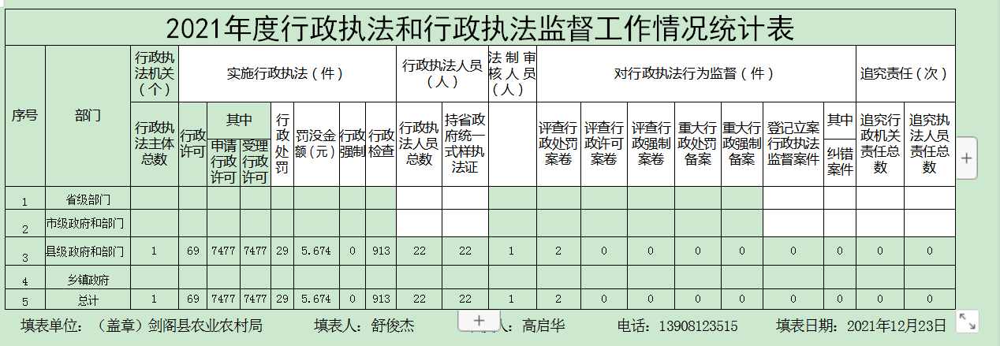 2021年度行政执法和行政执法监督工作情况统计表
序号 部门 行政执法机关（个） 实施行政执法（件） 行政执法人员（人） 法制审核人员（人） 对行政执法行为监督（件） 追究责任（次）
行政执法主体总数 行政许可 其中 申请行政许可 受理行政许可 行政处罚 罚没金额(元) 行政强制 行政检查 行政执法人员总数 持省政府统一式样执法证 评查行政处罚案卷 评查行政许可案卷 评查行政强制案卷 重大行政处罚备案 重大行政强制备案 登记立案行政执法监督案件 其中 纠错案件 追究行政机关责任总数 追究执法人员责任总数
1 省级部门
2 市级政府和部门
3 县级政府和部门 1 69 7477 7477 29 5.674 0 913 22 22 1 2 0 0 0 0 0 0 0 0
4 乡镇政府
5 总计 1 69 7477 7477 29 5.674 0 913 22 22 1 2 0 0 0 0 0 0 0 0
填表单位：（盖章）剑阁县农业农村局 填表人：舒俊杰 人：高启华 电话：13908123515 填表日期：2021年12月23日